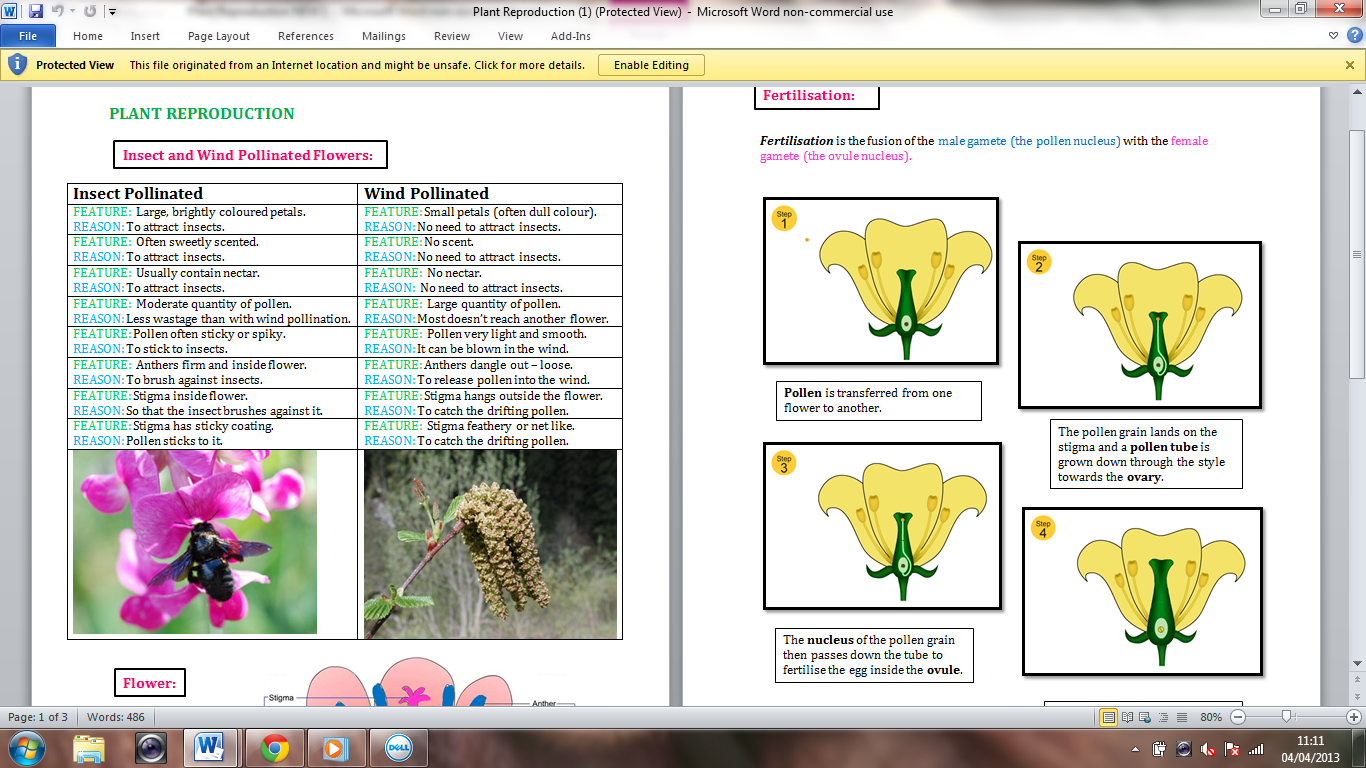 Plant Reproduction (1) (Protected View) - Microsoft Word non-commercial use
File Home Insert Page Layout References Mailings Review View Add-Ins
Protected View This file originated from an Internet location and might be unsafe. Click for more details. Enable Editing
PLANT REPRODUCTION
Insect and Wind Pollinated Flowers:
Insect Pollinated Wind Pollinated
FEATURE: Large, brightly coloured petals. FEATURE: Small petals (often dull colour).
REASON: To attract insects. REASON: No need to attract insects.
FEATURE: Often sweetly scented. FEATURE: No scent.
REASON: To attract insects. REASON: No need to attract insects.
FEATURE: Usually contain nectar. FEATURE: No nectar.
REASON: To attract insects. REASON: No need to attract insects.
FEATURE: Moderate quantity of pollen. FEATURE: Large quantity of pollen.
REASON: Less wastage than with wind pollination. REASON: Most doesn't reach another flower.
FEATURE: Pollen often sticky or spiky. FEATURE: Pollen very light and smooth.
REASON: To stick to insects. REASON: It can be blown in the wind.
FEATURE: Anthers firm and inside flower. FEATURE: Anthers dangle out – loose.
REASON: To brush against insects. REASON: To release pollen into the wind.
FEATURE: Stigma inside flower. FEATURE: Stigma hangs outside the flower.
REASON: So that the insect brushes against it. REASON: To catch the drifting pollen.
FEATURE: Stigma has sticky coating. FEATURE: Stigma feathery or net like.
REASON: Pollen sticks to it. REASON: To catch the drifting pollen.
Flower:
Stigma
Anther
Fertilisation:
Fertilisation is the fusion of the male gamete (the pollen nucleus) with the female
gamete (the ovule nucleus).
Step
1
Pollen is transferred from one
flower to another.
Step
2
The pollen grain lands on the
stigma and a pollen tube is
grown down through the style
towards the ovary.
Step
3
The nucleus of the pollen grain
then passes down the tube to
fertilise the egg inside the ovule.
Step
4
Page: 1 of 3 Words: 486 80%
DELL
11:11
04/04/2013